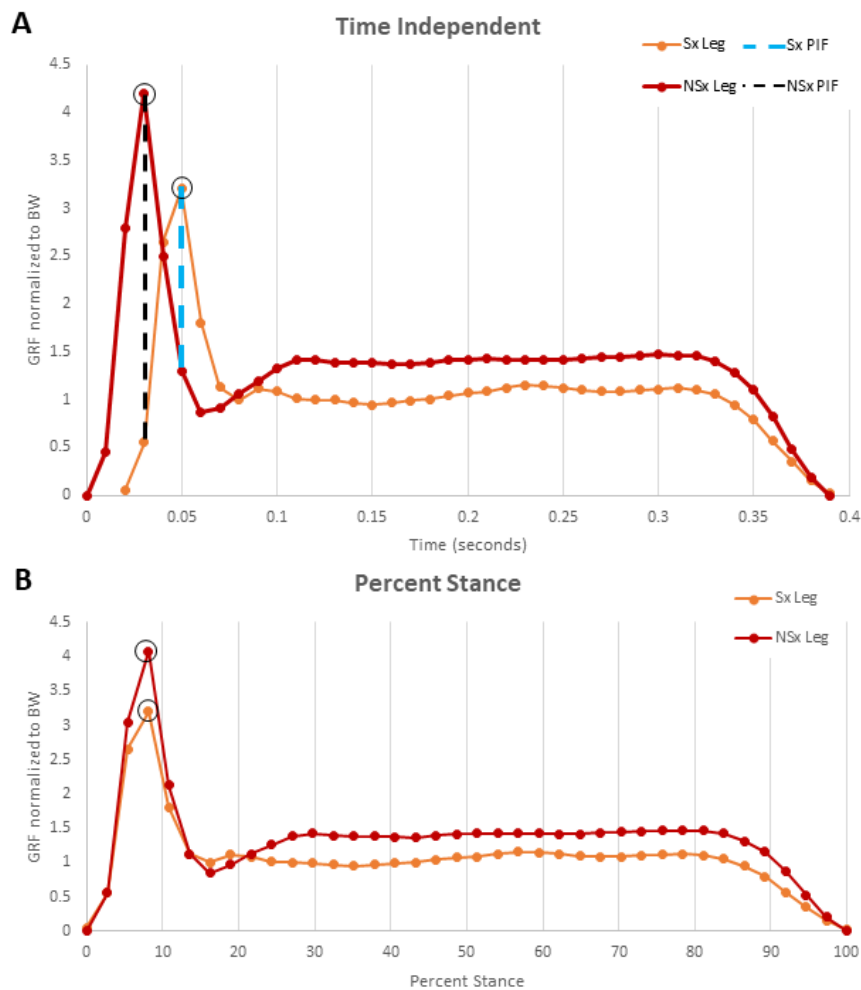 A
Time Independent
Sx Leg
Sx PIF
NSx Leg
NSx PIF
GRF normalized to BW
4.5
4
3.5
3
2.5
2
1.5
1
0.5
0
0 0.05 0.1 0.15 0.2 0.25 0.3 0.35 0.4
Time (seconds)
B
Percent Stance
Sx Leg
NSx Leg
GRF normalized to BW
4.5
4
3.5
3
2.5
2
1.5
1
0.5
0
0 10 20 30 40 50 60 70 80 90 100
Percent Stance